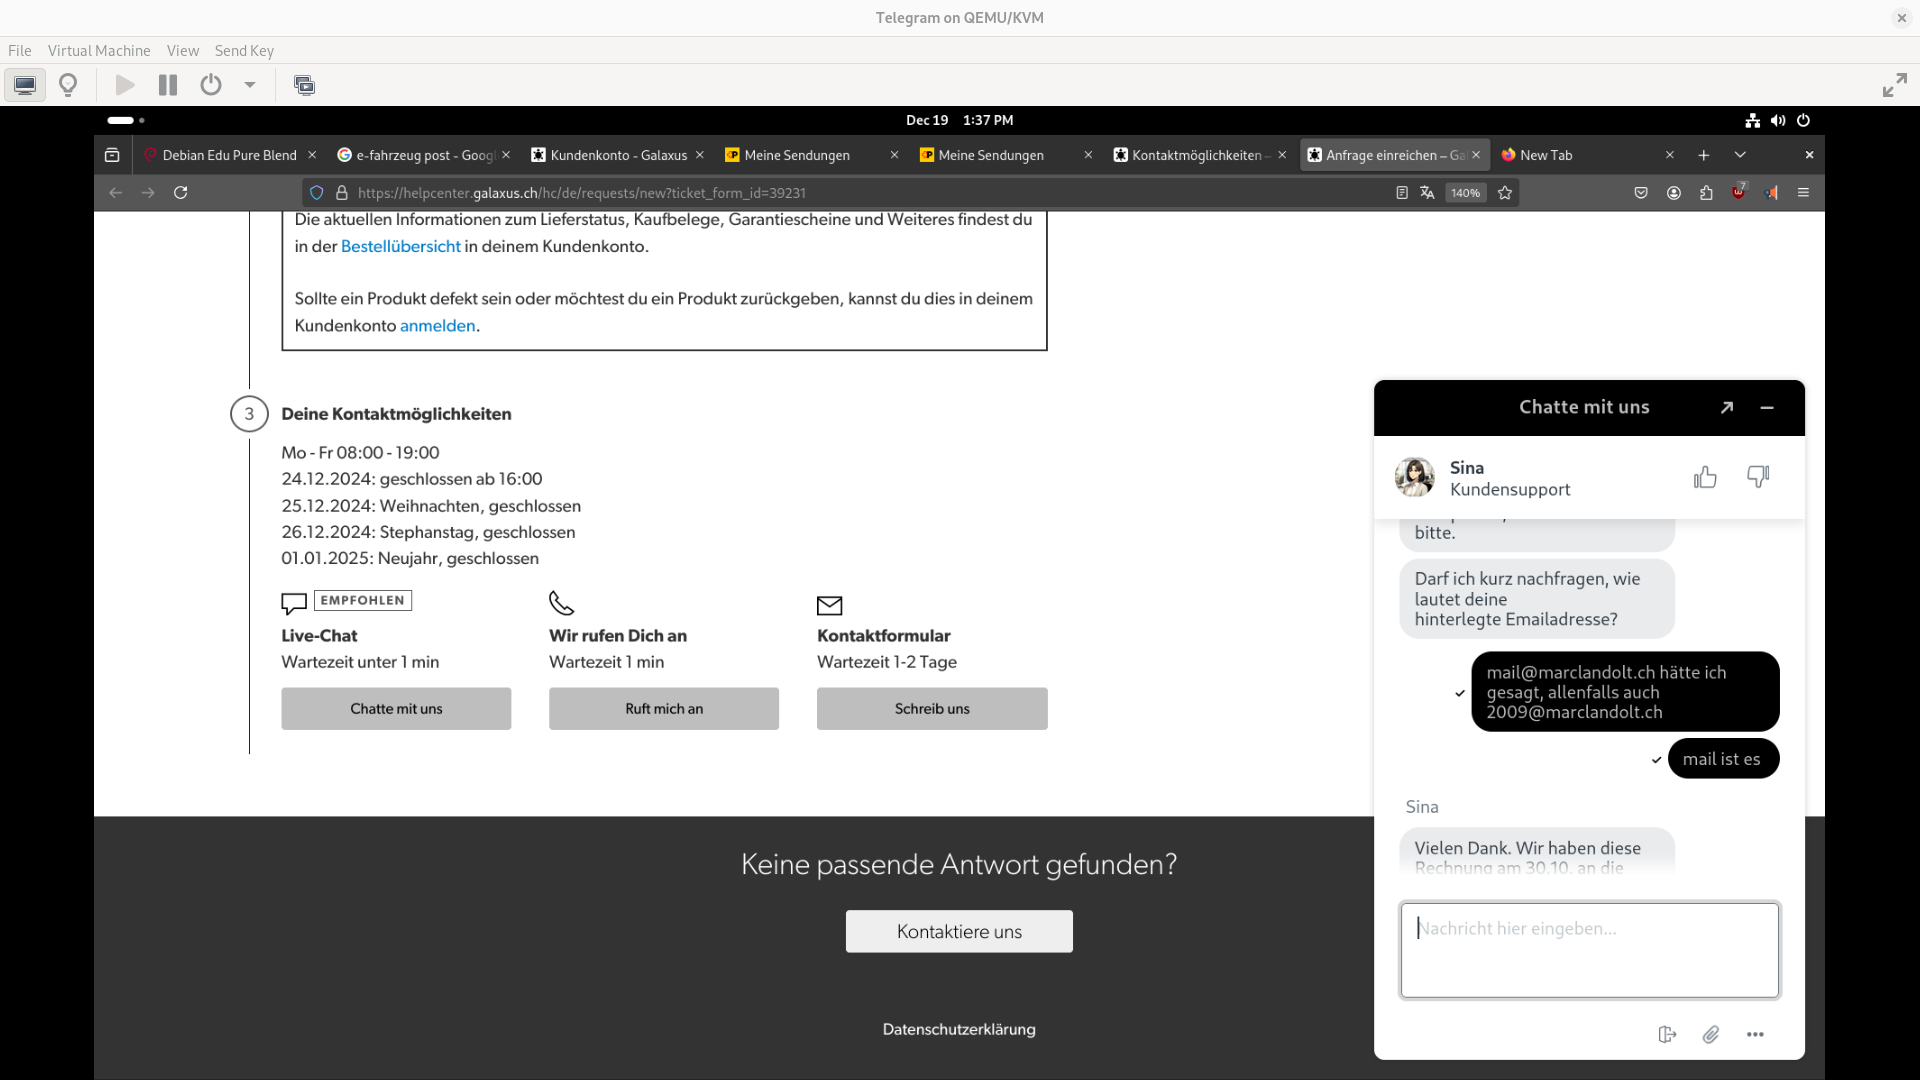 Telegram on QEMU/KVM
File Virtual Machine View Send Key
Dec 19 1:37 PM
Debian Edu Pure Blend
e-fahrzeug post - Googl
Kundenkonto - Galaxus
Meine Sendungen
Meine Sendungen
Kontaktmöglichkeiten –
Anfrage einreichen – Gal
New Tab
https://helpcenter.galaxus.ch/hc/de/requests/new?ticket_form_id=39231
140%
7
Die aktuellen Informationen zum Lieferstatus, Kaufbelege, Garantiescheine und Weiteres findest du
in der Bestellübersicht in deinem Kundenkonto.
Sollte ein Produkt defekt sein oder möchtest du ein Produkt zurückgeben, kannst du dies in deinem
Kundenkonto anmelden.
3 Deine Kontaktmöglichkeiten
Mo - Fr 08:00 - 19:00
24.12.2024: geschlossen ab 16:00
25.12.2024: Weihnachten, geschlossen
26.12.2024: Stephanstag, geschlossen
01.01.2025: Neujahr, geschlossen
EMPFOHLEN
Live-Chat
Wartezeit unter 1 min
Chatte mit uns
Wir rufen Dich an
Wartezeit 1 min
Ruft mich an
Kontaktformular
Wartezeit 1-2 Tage
Schreib uns
Keine passende Antwort gefunden?
Kontaktiere uns
Datenschutzerklärung
Chatte mit uns
Sina
Kundensupport
bitte.
Darf ich kurz nachfragen, wie
lautet deine
hinterlegte Emailadresse?
mail@marclandolt.ch hätte ich
gesagt, allenfalls auch
2009@marclandolt.ch
mail ist es
Sina
Vielen Dank. Wir haben diese
Rechnung am 30.10. an die
Nachricht hier eingeben...